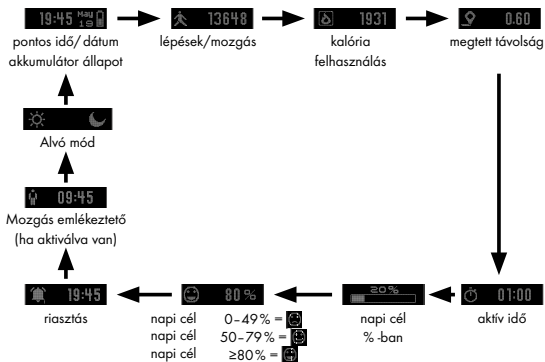 19:45 May 19
13648
1931
0.60
pontos idő/ dátum
akkumulátor állapot
lépések/mozgás
kalória
felhasználás
megtett távolság
Alvó mód
09:45
Mozgás emlékeztető
(ha aktiválva van)
19:45
80%
20%
01:00
riasztás
napi cél 0–49% =
napi cél 50–79% =
napi cél ≥80% =
napi cél
% -ban
aktív idő